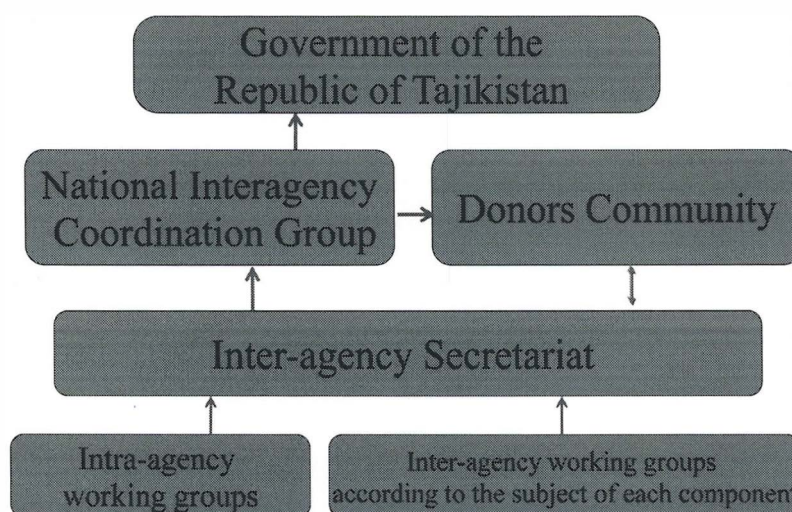 Government of the
Republic of Tajikistan
National Interagency
Coordination Group
Donors Community
Inter-agency Secretariat
Intra-agency
working groups
Inter-agency working groups
according to the subject of each component